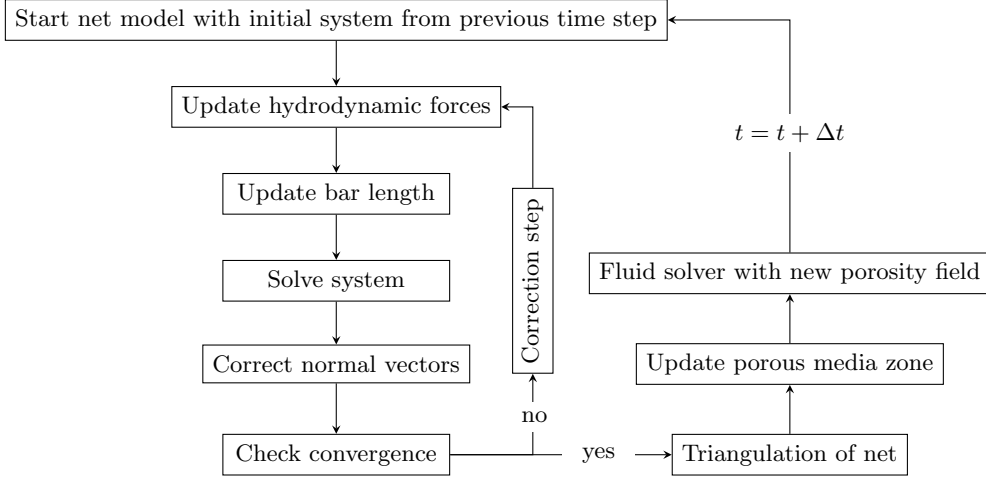 Start net model with initial system from previous time step
Update hydrodynamic forces
Update bar length
Solve system
Correct normal vectors
Check convergence
Correction step
no
yes
Triangulation of net
Update porous media zone
Fluid solver with new porosity field
t = t + Δt